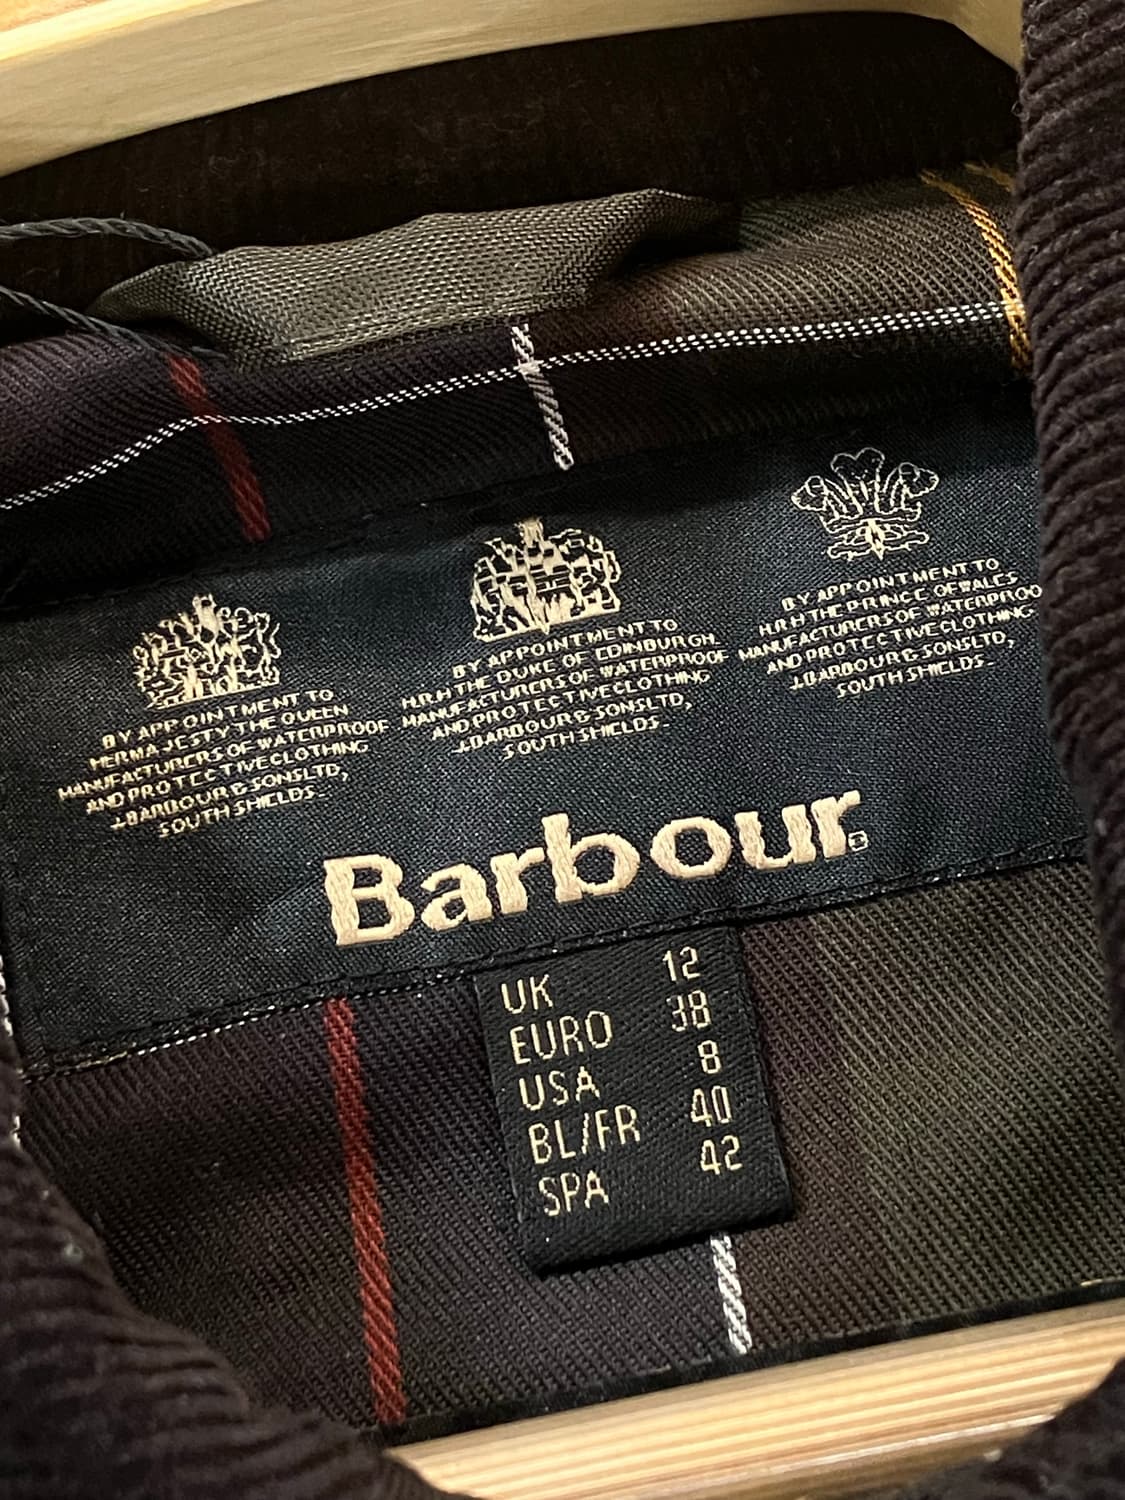 BY APPOINTMENT TO
HER MAJESTY THE QUEEN
MANUFACTURERS OF WATERPROOF
AND PROTECTIVE CLOTHING
J.BARBOUR & SONS LTD,
SOUTH SHIELDS.
BY APPOINTMENT TO
H.R.H THE DUKE OF EDINBURGH.
MANUFACTURERS OF WATERPROOF
AND PROTECTIVE CLOTHING
J.BARBOUR & SONS LTD,
SOUTH SHIELDS.
BY APPOINTMENT TO
H.R.H THE PRINCE OF WALES
MANUFACTURERS OF WATERPROO
AND PROTECTIVE CLOTHING
J.BARBOUR & SONS LTD,
SOUTH SHIELDS.
Barbour®
UK 12
EURO 38
USA 8
BL/FR 40
SPA 42